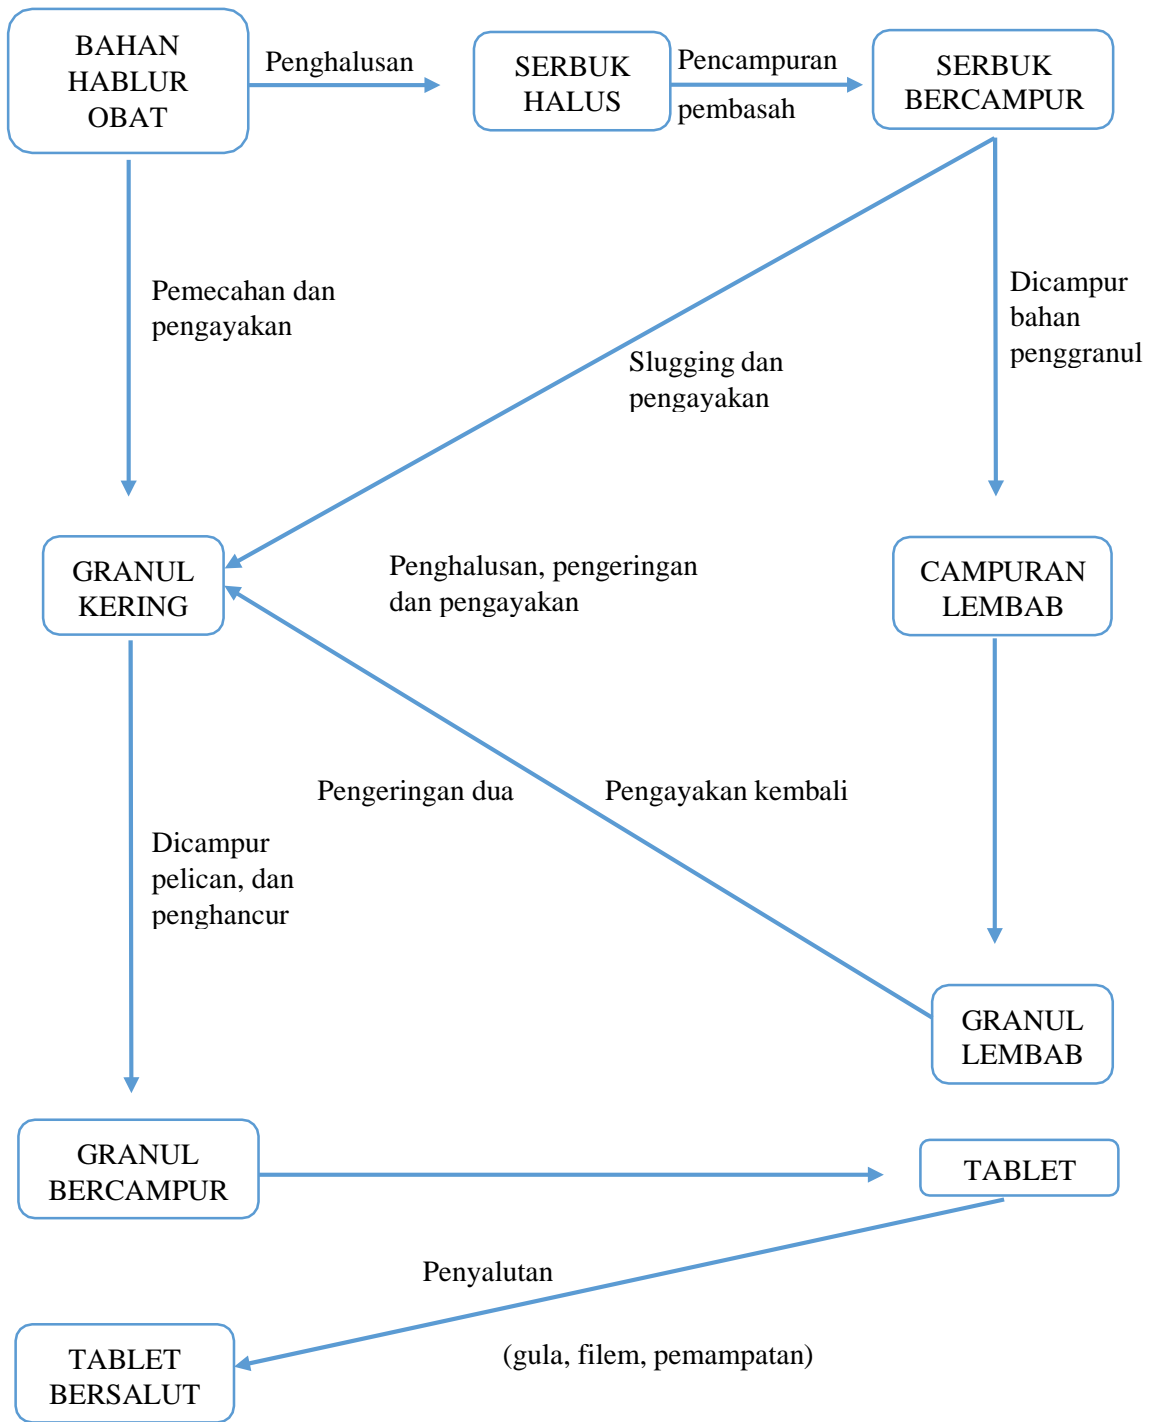 BAHAN
HABLUR
OBAT
Penghalusan
SERBUK
HALUS
Pencampuran
pembasah
SERBUK
BERCAMPUR
Pemecahan dan
pengayakan
Slugging dan
pengayakan
Dicampur
bahan
penggranul
GRANUL
KERING
Penghalusan, pengeringan
dan pengayakan
CAMPURAN
LEMBAB
Pengeringan dua
Pengayakan kembali
Dicampur
pelican, dan
penghancur
GRANUL
LEMBAB
GRANUL
BERCAMPUR
TABLET
Penyalutan
(gula, filem, pemampatan)
TABLET
BERSALUT